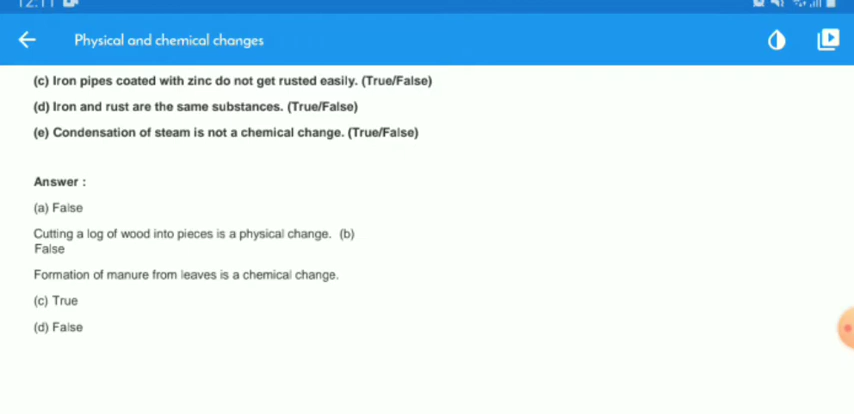 12:11
Physical and chemical changes
(c) Iron pipes coated with zinc do not get rusted easily. (True/False)
(d) Iron and rust are the same substances. (True/False)
(e) Condensation of steam is not a chemical change. (True/False)
Answer :
(a) False
Cutting a log of wood into pieces is a physical change. (b)
False
Formation of manure from leaves is a chemical change.
(c) True
(d) False